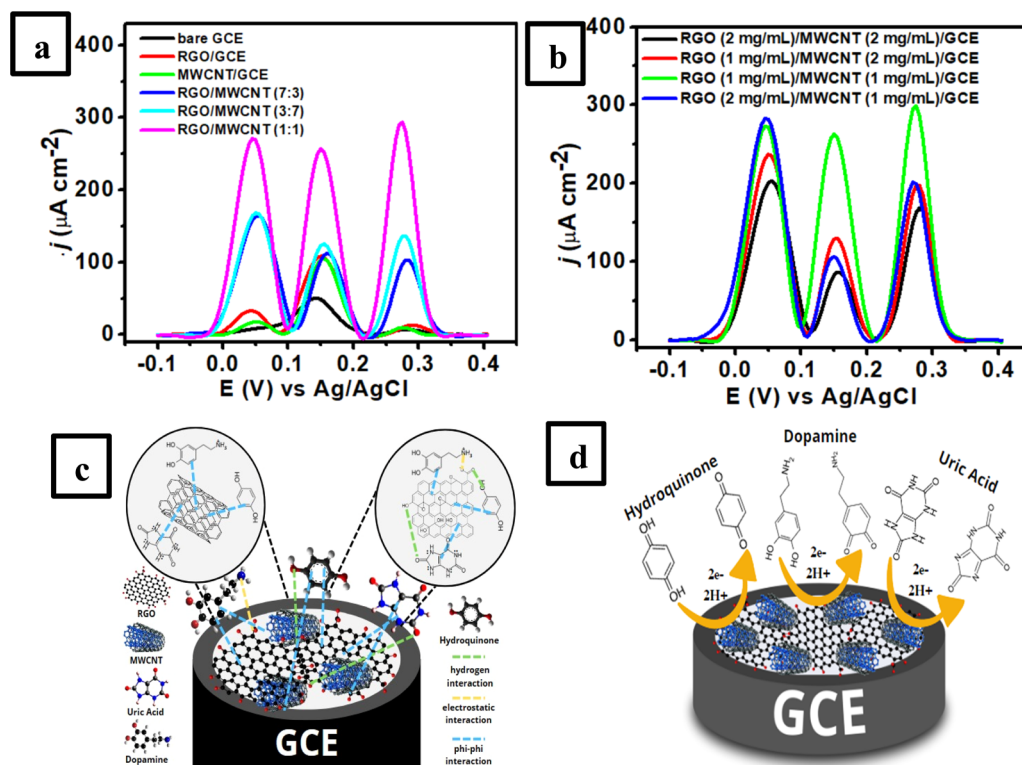 a
400
300
200
100
0
j (μA cm-2)
bare GCE
RGO/GCE
MWCNT/GCE
RGO/MWCNT (7:3)
RGO/MWCNT (3:7)
RGO/MWCNT (1:1)
-0.1 0.0 0.1 0.2 0.3 0.4
E (V) vs Ag/AgCl
b
400
300
200
100
0
j (μA cm-2)
RGO (2 mg/mL)/MWCNT (2 mg/mL)/GCE
RGO (1 mg/mL)/MWCNT (2 mg/mL)/GCE
RGO (1 mg/mL)/MWCNT (1 mg/mL)/GCE
RGO (2 mg/mL)/MWCNT (1 mg/mL)/GCE
-0.1 0.0 0.1 0.2 0.3 0.4
E (V) vs Ag/AgCl
c
RGO
MWCNT
Uric Acid
Dopamine
GCE
Hydroquinone
hydrogen
interaction
electrostatic
interaction
phi-phi
interaction
d
Hydroquinone
Dopamine
Uric Acid
OH
OH
O
O
NH2
HO
OH
NH2
O
O
2e-
2H+
2e-
2H+
2e-
2H+
GCE